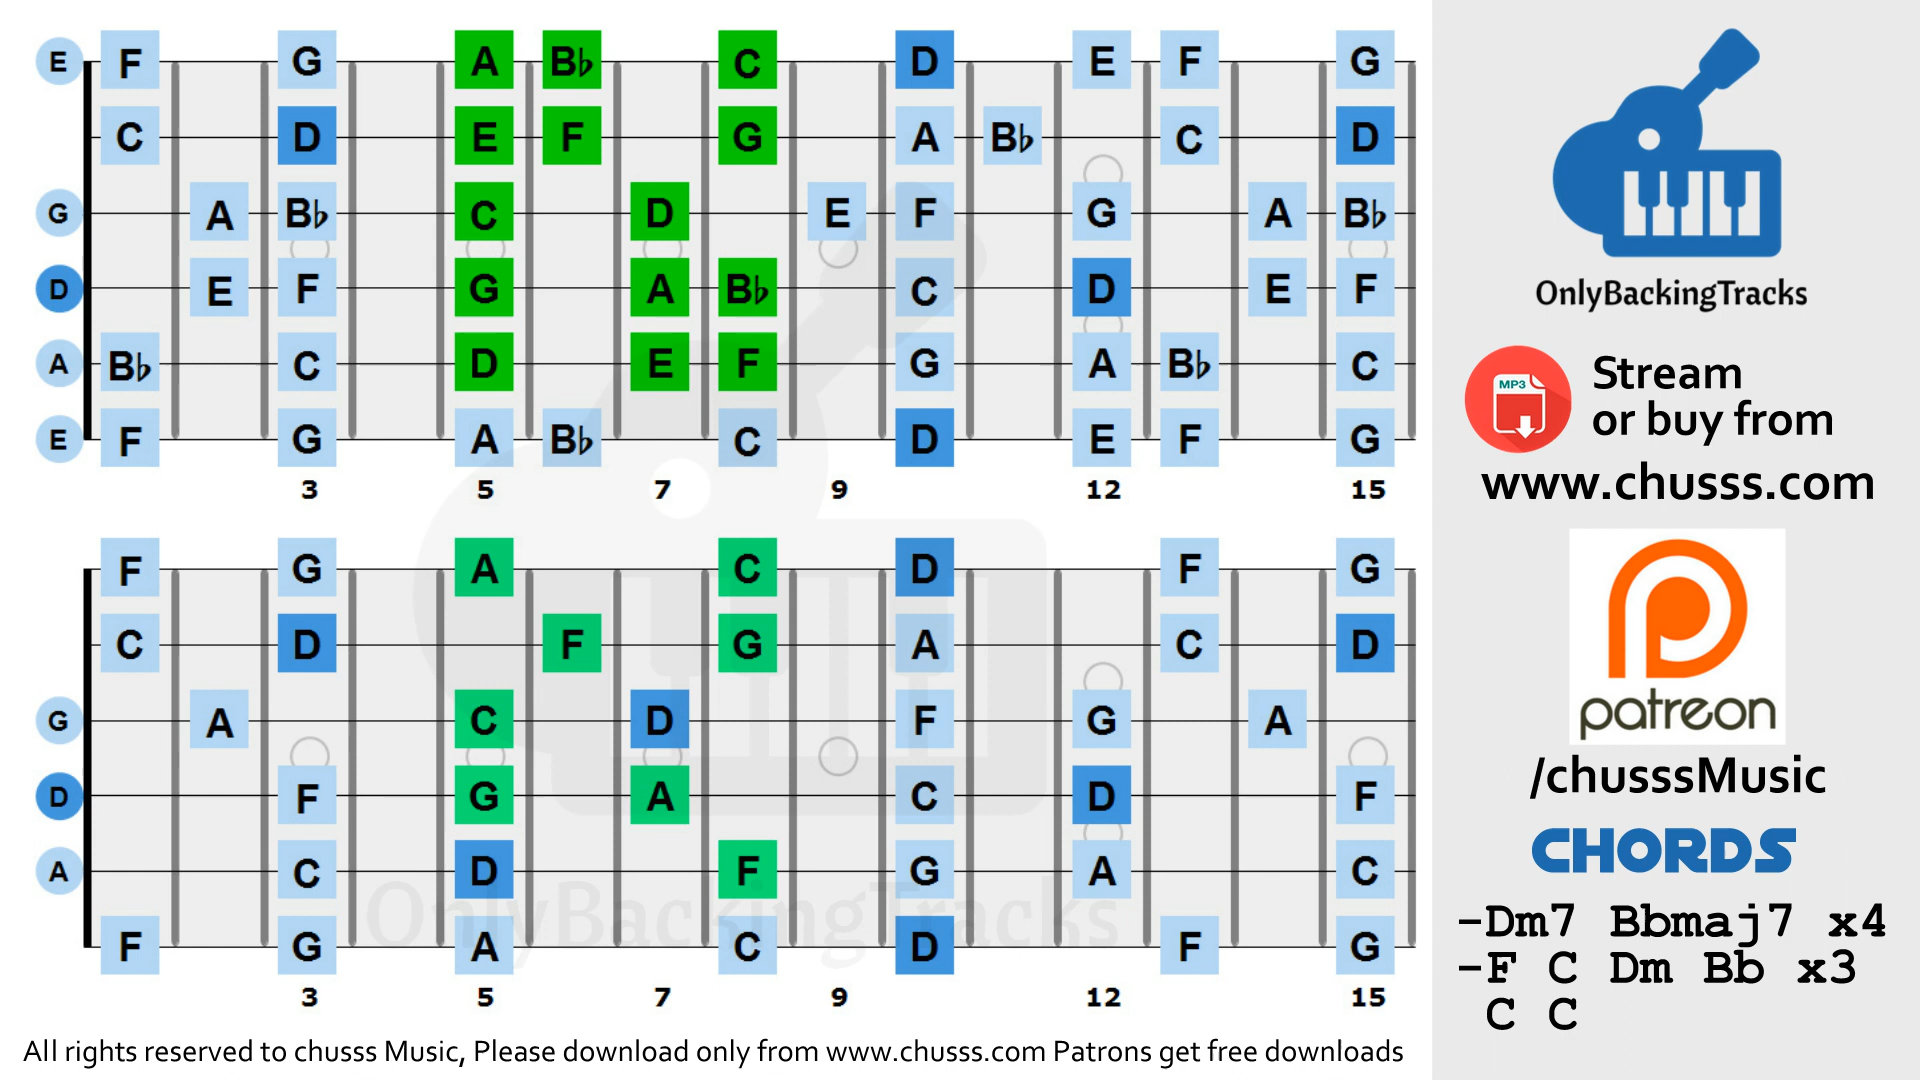 E F G A B♭ C D E F G
C D E F G A B♭ C D
G A B♭ C D E F G A B♭
D E F G A B♭ C D E F
A B♭ C D E F G A B♭ C
E F G A B♭ C D E F G
3 5 7 9 12 15
F G A C D F G
C D F G A C D
G A C D F G A
D F G A C D F
A C D F G A C
F G A C D F G
3 5 7 9 12 15
OnlyBackingTracks
All rights reserved to chusss Music, Please download only from www.chusss.com Patrons get free downloads
OnlyBackingTracks
MP3
Stream
or buy from
www.chusss.com
patreon
/chusssMusic
CHORDS
-Dm7 Bbmaj7 x4
-F C Dm Bb x3
C C